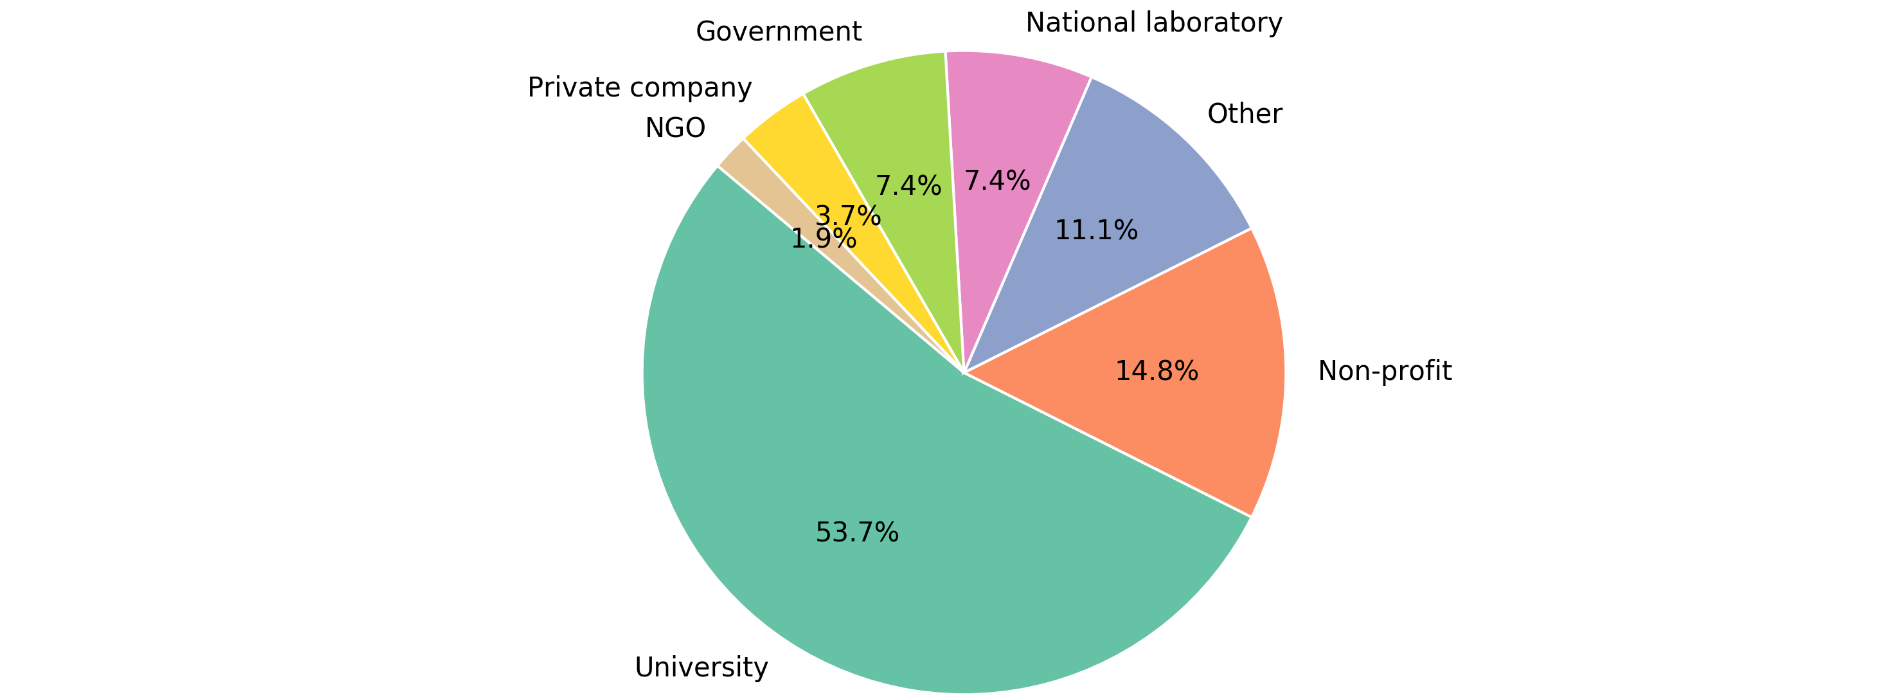 National laboratory
Government
Private company
Other
NGO
7.4%
7.4%
3.7%
11.1%
1.9%
14.8%
Non-profit
53.7%
University